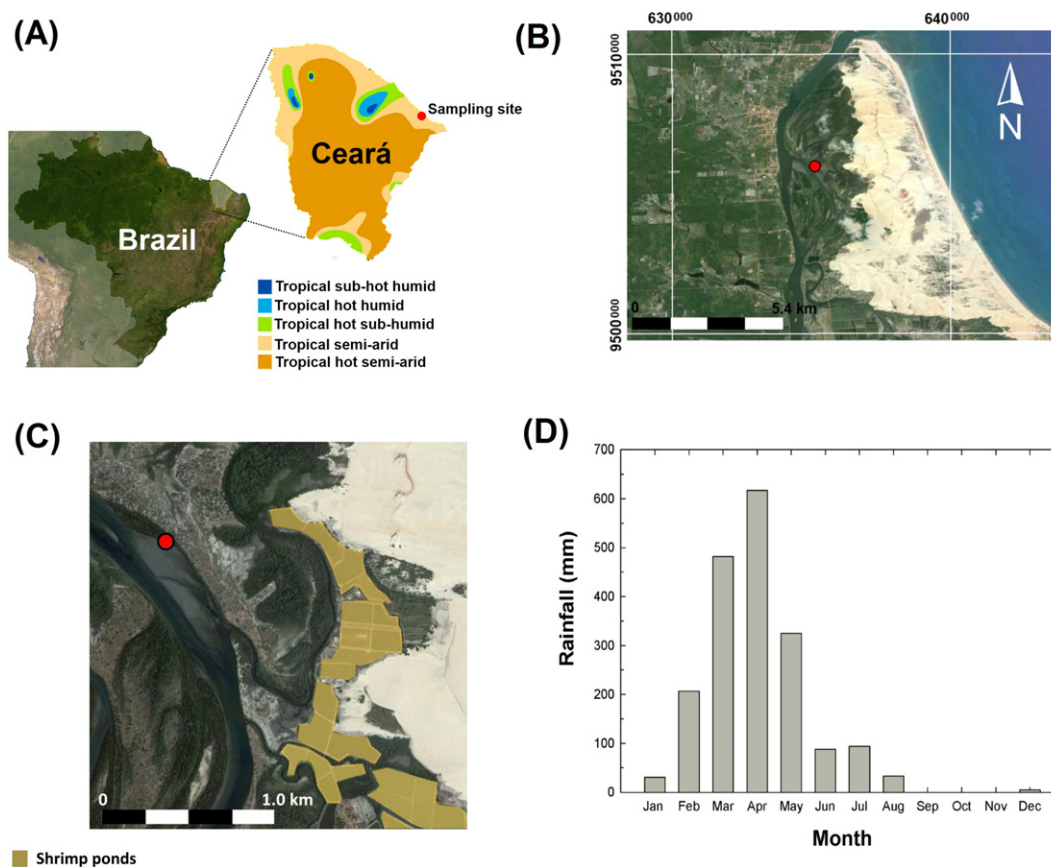 (A)
Sampling site
Ceará
Brazil
Tropical sub-hot humid
Tropical hot humid
Tropical hot sub-humid
Tropical semi-arid
Tropical hot semi-arid
(B)
630000
640000
9510000
9500000
N
0
5.4 km
(C)
0
1.0 km
Shrimp ponds
(D)
Rainfall (mm)
700
600
500
400
300
200
100
0
Jan Feb Mar Apr May Jun Jul Aug Sep Oct Nov Dec
Month